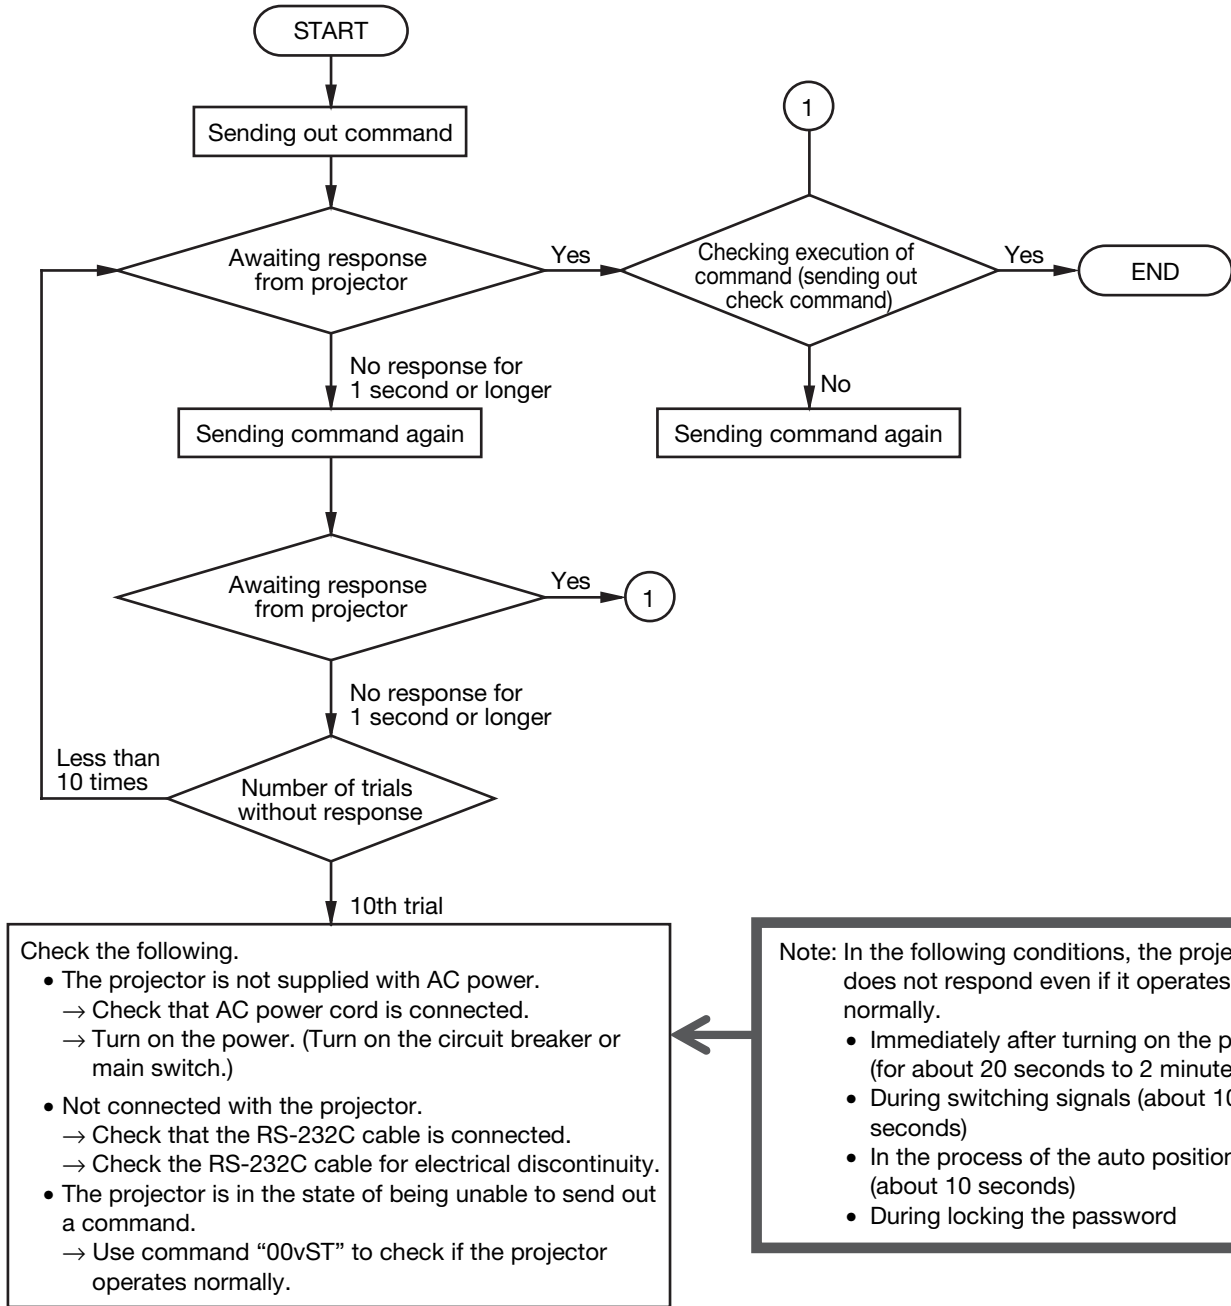 START
Sending out command
Awaiting response
from projector
Yes
1
Checking execution of
command (sending out
check command)
Yes
END
No response for
1 second or longer
No
Sending command again
Sending command again
Awaiting response
from projector
Yes
1
No response for
1 second or longer
Less than
10 times
Number of trials
without response
10th trial
Check the following.
• The projector is not supplied with AC power.
→ Check that AC power cord is connected.
→ Turn on the power. (Turn on the circuit breaker or
main switch.)
• Not connected with the projector.
→ Check that the RS-232C cable is connected.
→ Check the RS-232C cable for electrical discontinuity.
• The projector is in the state of being unable to send out
a command.
→ Use command “00vST” to check if the projector
operates normally.
Note: In the following conditions, the
does not respond even if it operates
normally.
• Immediately after turning on the
(for about 20 seconds to 2
• During switching signals (about
seconds)
• In the process of the auto
(about 10 seconds)
• During locking the password